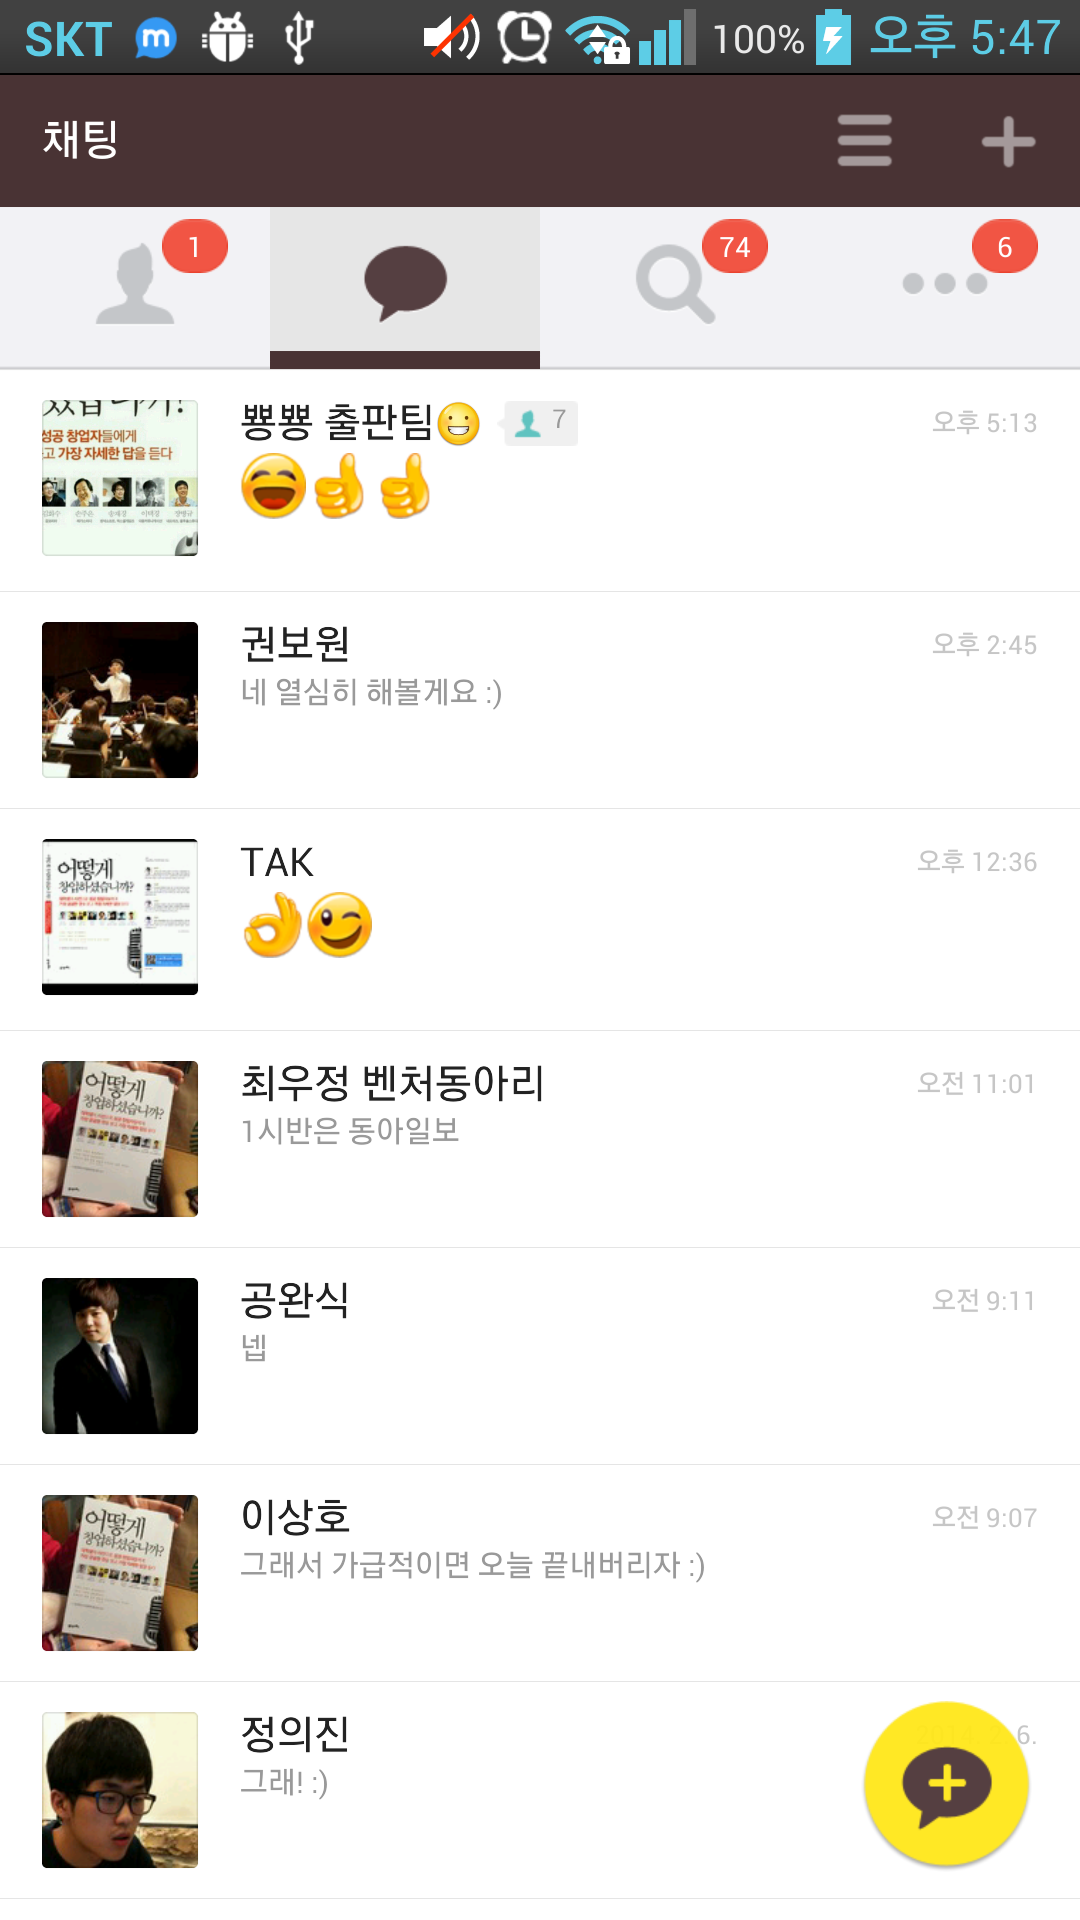 SKT
100%
오후 5:47
채팅
1
74
6
뿅뿅 출판팀
7
오후 5:13
성공 창업자들에게
고 가장 자세한 답을 듣다
권보원
오후 2:45
네 열심히 해볼게요 :)
TAK
오후 12:36
어떻게
창업하셨습니까?
최우정 벤처동아리
오전 11:01
1시반은 동아일보
어떻게
창업하셨습니까?
공완식
오전 9:11
넵
이상호
오전 9:07
그래서 가급적이면 오늘 끝내버리자 :)
어떻게
창업하셨습니까?
정의진
6.
그래! :)